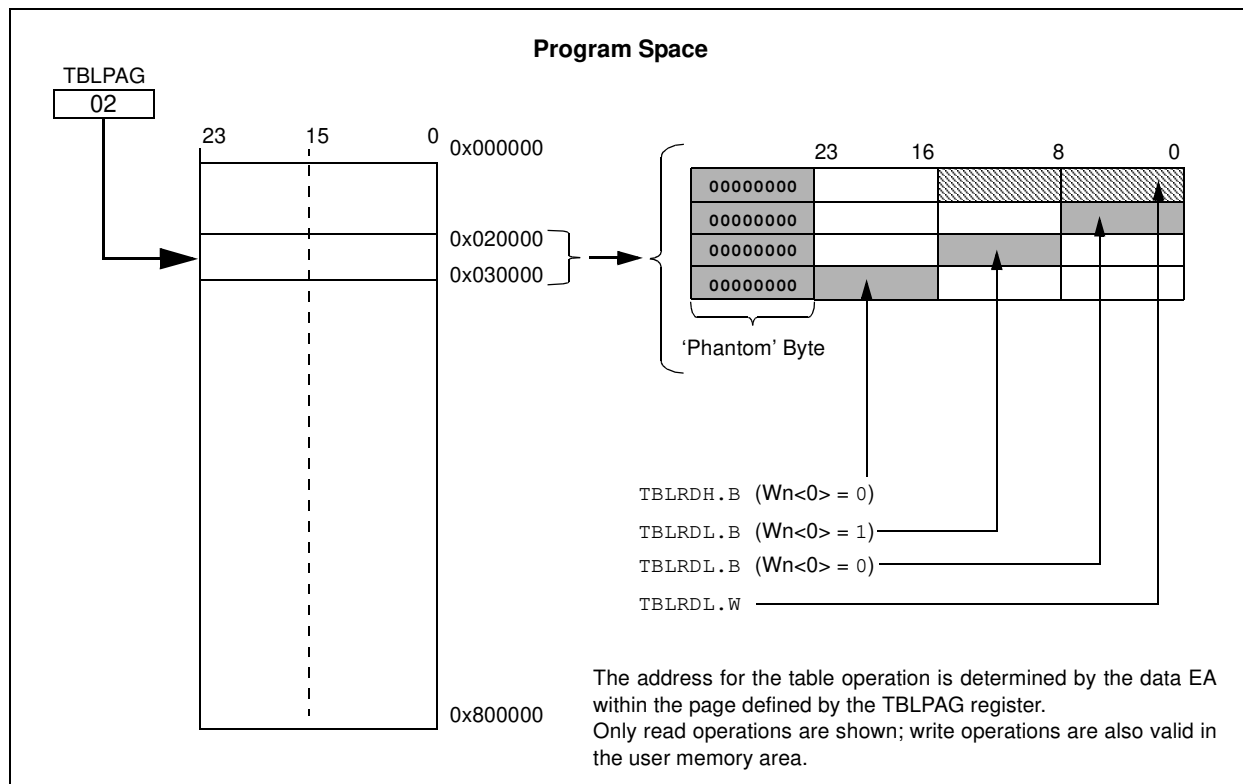 Program Space
TBLPAG
02
23 15 0
0x000000
0x020000
0x030000
0x800000
23 16 8 0
00000000
00000000
00000000
00000000
‘Phantom’ Byte
TBLRDH.B (Wn<0> = 0)
TBLRDL.B (Wn<0> = 1)
TBLRDL.B (Wn<0> = 0)
TBLRDL.W
The address for the table operation is determined by the data EA
within the page defined by the TBLPAG register.
Only read operations are shown; write operations are also valid in
the user memory area.